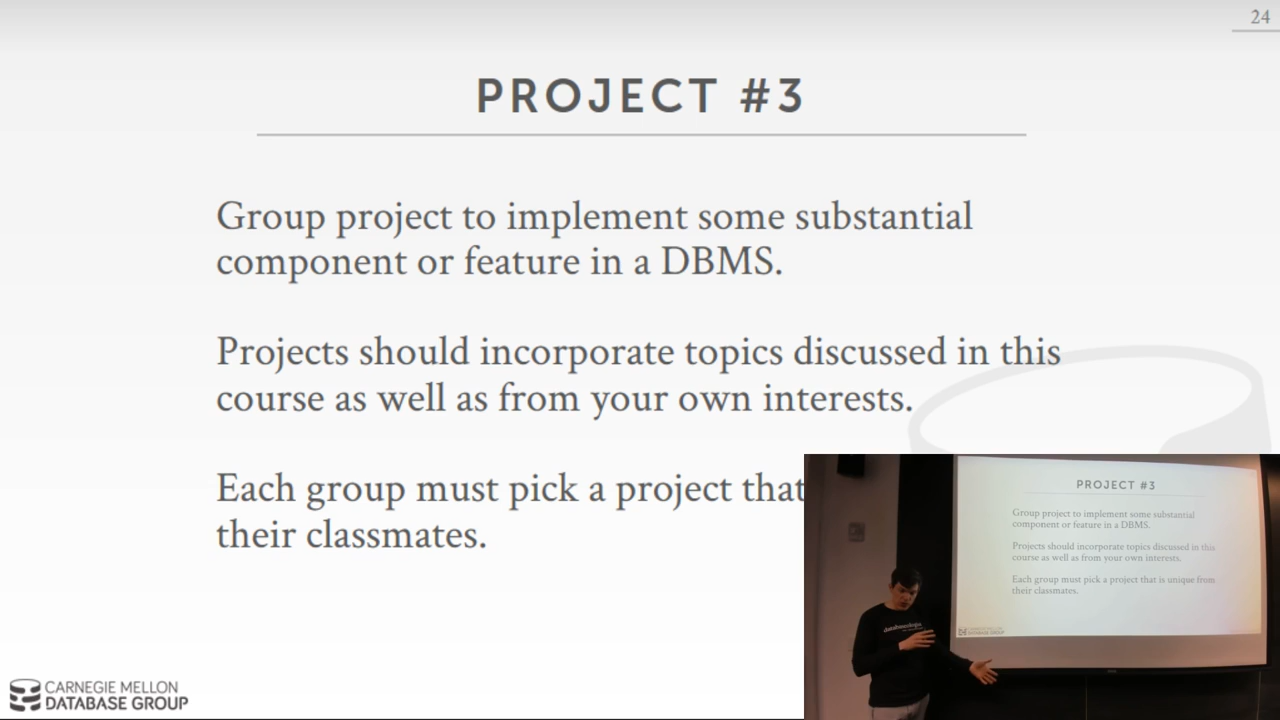 24
PROJECT #3
Group project to implement some substantial
component or feature in a DBMS.
Projects should incorporate topics discussed in this
course as well as from your own interests.
Each group must pick a project that
their classmates.
CARNEGIE MELLON
DATABASE GROUP
PROJECT #3
Group project to implement some substantial
component or feature in a DBMS.
Projects should incorporate topics discussed in this
course as well as from your own interests.
Each group must pick a project that is unique from
their classmates.
CARNEGIE MELLON
DATABASE GROUP